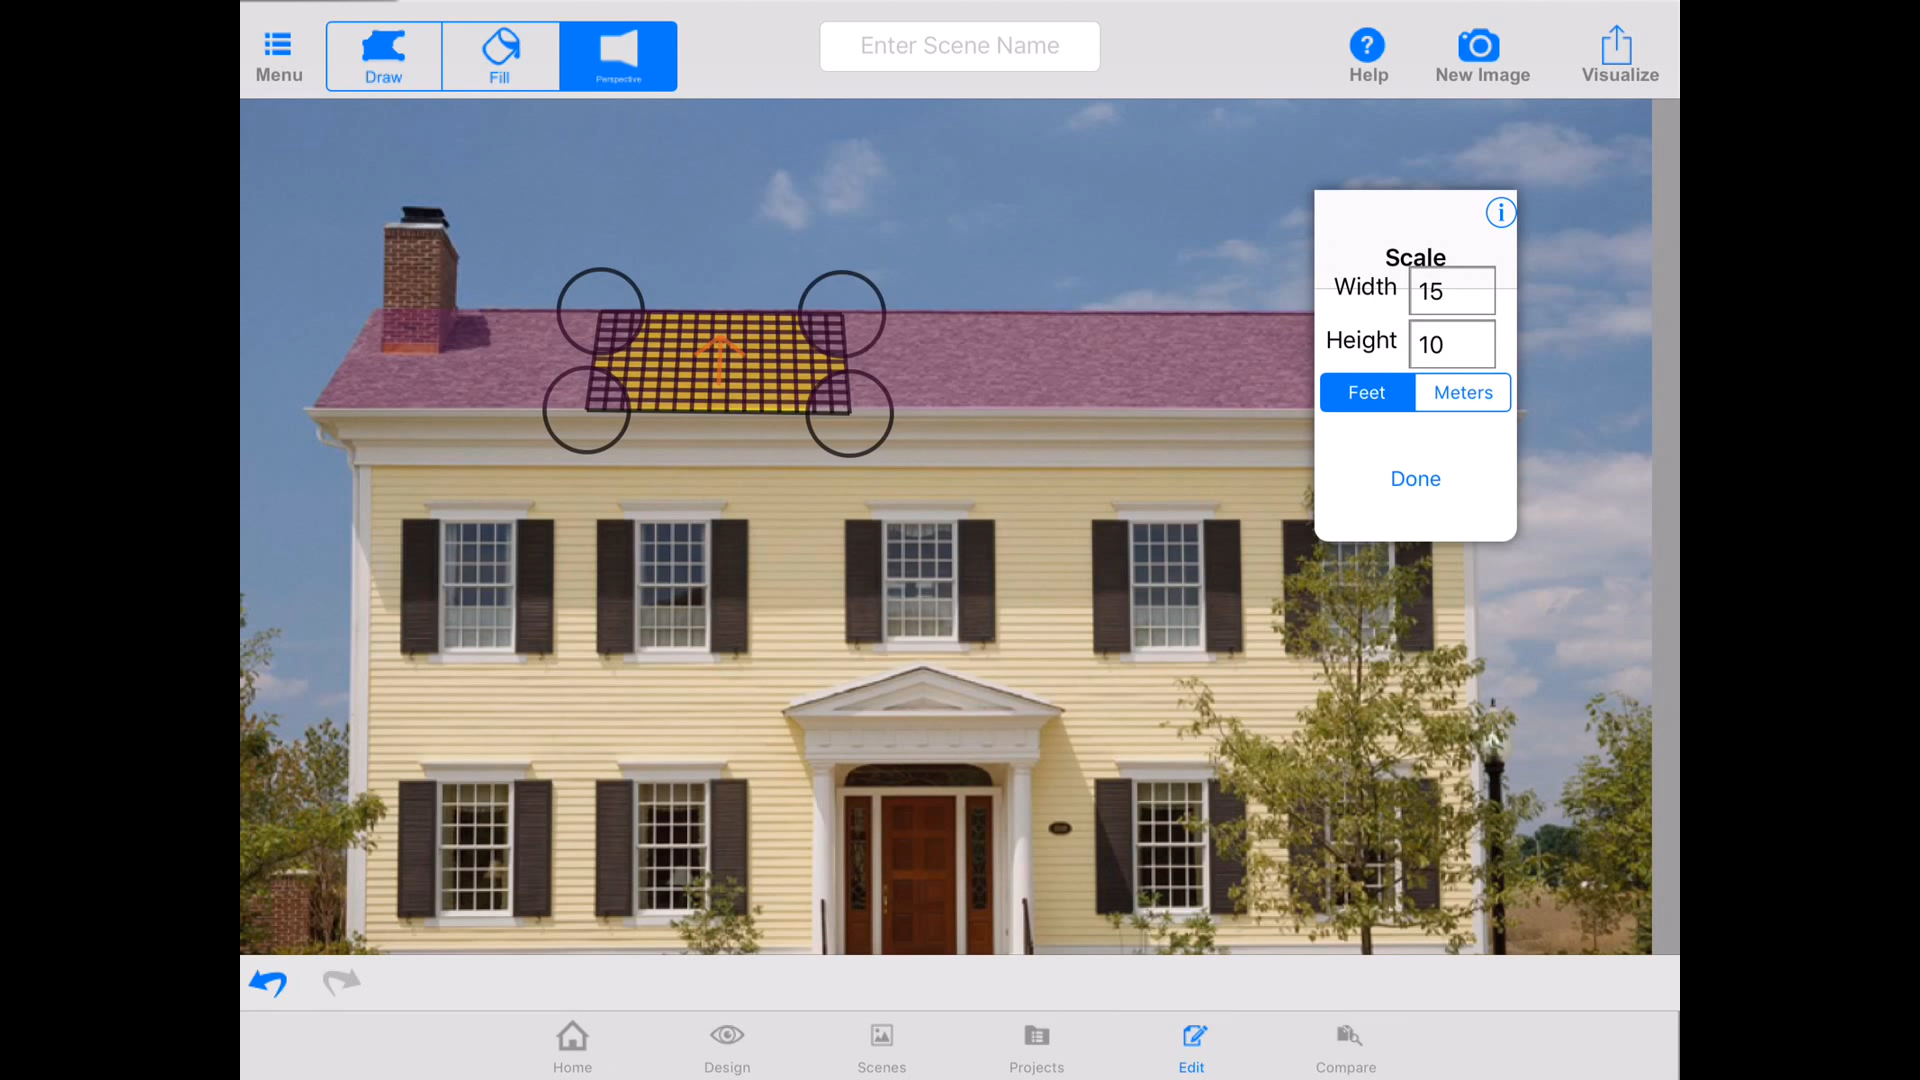 Menu
Draw
Fill
Perspective
Enter Scene Name
?
Help
New Image
Visualize
i
Scale
Width 15
Height 10
Feet
Meters
Done
Home
Design
Scenes
Projects
Edit
Compare